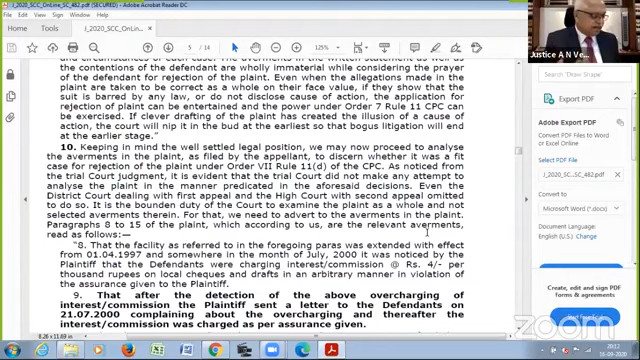 J_2020_SCC_OnLine_SC_482.pdf (SECURED) - Adobe Acrobat Reader DC
File Edit View Window Help
Home Tools J_2020_SCC_OnLi...
5 / 14
125%
Justice A N Ve
the contentions of the defendant are wholly immaterial while considering the prayer
of the defendant for rejection of the plaint. Even when the allegations made in
the plaint are taken to be correct as a whole on their face value, if they show that the
suit is barred by any law, or do not disclose cause of action, the application for
rejection of plaint can be entertained and the power under Order 7 Rule 11 CPC can
be exercised. If clever drafting of the plaint has created the illusion of a cause of
action, the court will nip it in the bud at the earliest so that bogus litigation will end
at the earlier stage."
10. Keeping in mind the well settled legal position, we may now proceed to analyse
the averments in the plaint, as filed by the appellant, to discern whether it was a fit
case for rejection of the plaint under Order VII Rule 11(d) of the CPC. As noticed
from the trial Court judgment, it is evident that the trial Court did not make any attempt to
analyse the plaint in the manner predicated in the aforesaid decisions. Even the
District Court dealing with first appeal and the High Court with second appeal omitted
to do so. It is the bounden duty of the Court to examine the plaint as a whole and not
selected averments therein. For that, we need to advert to the averments in the plaint.
Paragraphs 8 to 15 of the plaint, which according to us, are the relevant averments,
read as follows:—
"8. That the facility as referred to in the foregoing paras was extended with effect
from 01.04.1997 and somewhere in the month of July, 2000 it was noticed by the
Plaintiff that the Defendants were charging interest/commission @ Rs. 4/- per
thousand rupees on local cheques and drafts in an arbitrary manner in violation of
the assurance given to the Plaintiff.
9. That after the detection of the above overcharging of
interest/commission the Plaintiff sent a letter to the Defendants on
21.07.2000 complaining about the overcharging and thereafter the
interest/commission was charged as per assurance given.
8.26 x 11.69 in
Search 'Draw Shape'
Export PDF
Adobe Export PDF
Convert PDF Files to Word
or Excel Online
Select PDF File
Convert to
Microsoft Word (*.docx)
Document Language:
English (U.S.) Change
Create, edit and sign PDF
forms & agreements
Start Free Trial
zoom
20:12
16-09-2020